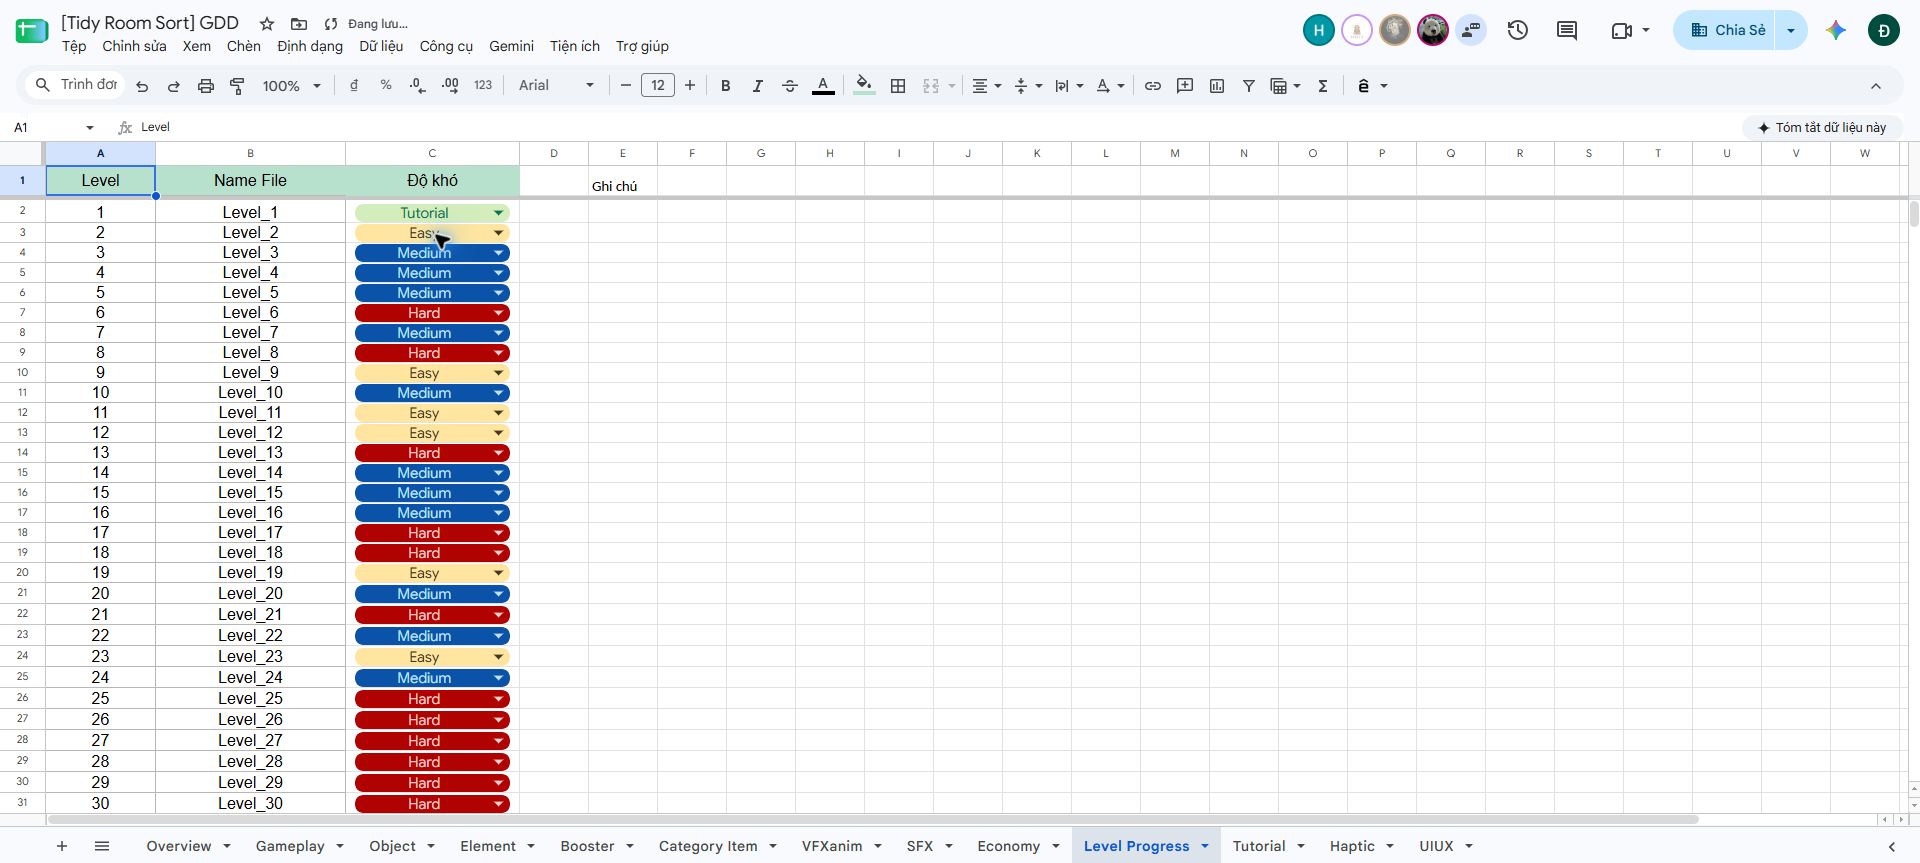 [Tidy Room Sort] GDD Đang lưu...
Tệp Chỉnh sửa Xem Chèn Định dạng Dữ liệu Công cụ Gemini Tiện ích Trợ giúp
H Chia Sẻ Đ
Trình đơn 100% đ % .0 .00 123 Arial 12 B I A Σ ê
A1 fx Level Tóm tắt dữ liệu này
A B C D E F G H I J K L M N O P Q R S T U V W
1 Level Name File Độ khó Ghi chú
2 1 Level_1 Tutorial
3 2 Level_2 Easy
4 3 Level_3 Medium
5 4 Level_4 Medium
6 5 Level_5 Medium
7 6 Level_6 Hard
8 7 Level_7 Medium
9 8 Level_8 Hard
10 9 Level_9 Easy
11 10 Level_10 Medium
12 11 Level_11 Easy
13 12 Level_12 Easy
14 13 Level_13 Hard
15 14 Level_14 Medium
16 15 Level_15 Medium
17 16 Level_16 Medium
18 17 Level_17 Hard
19 18 Level_18 Hard
20 19 Level_19 Easy
21 20 Level_20 Medium
22 21 Level_21 Hard
23 22 Level_22 Medium
24 23 Level_23 Easy
25 24 Level_24 Medium
26 25 Level_25 Hard
27 26 Level_26 Hard
28 27 Level_27 Hard
29 28 Level_28 Hard
30 29 Level_29 Hard
31 30 Level_30 Hard
Overview Gameplay Object Element Booster Category Item VFXanim SFX Economy Level Progress Tutorial Haptic UIUX